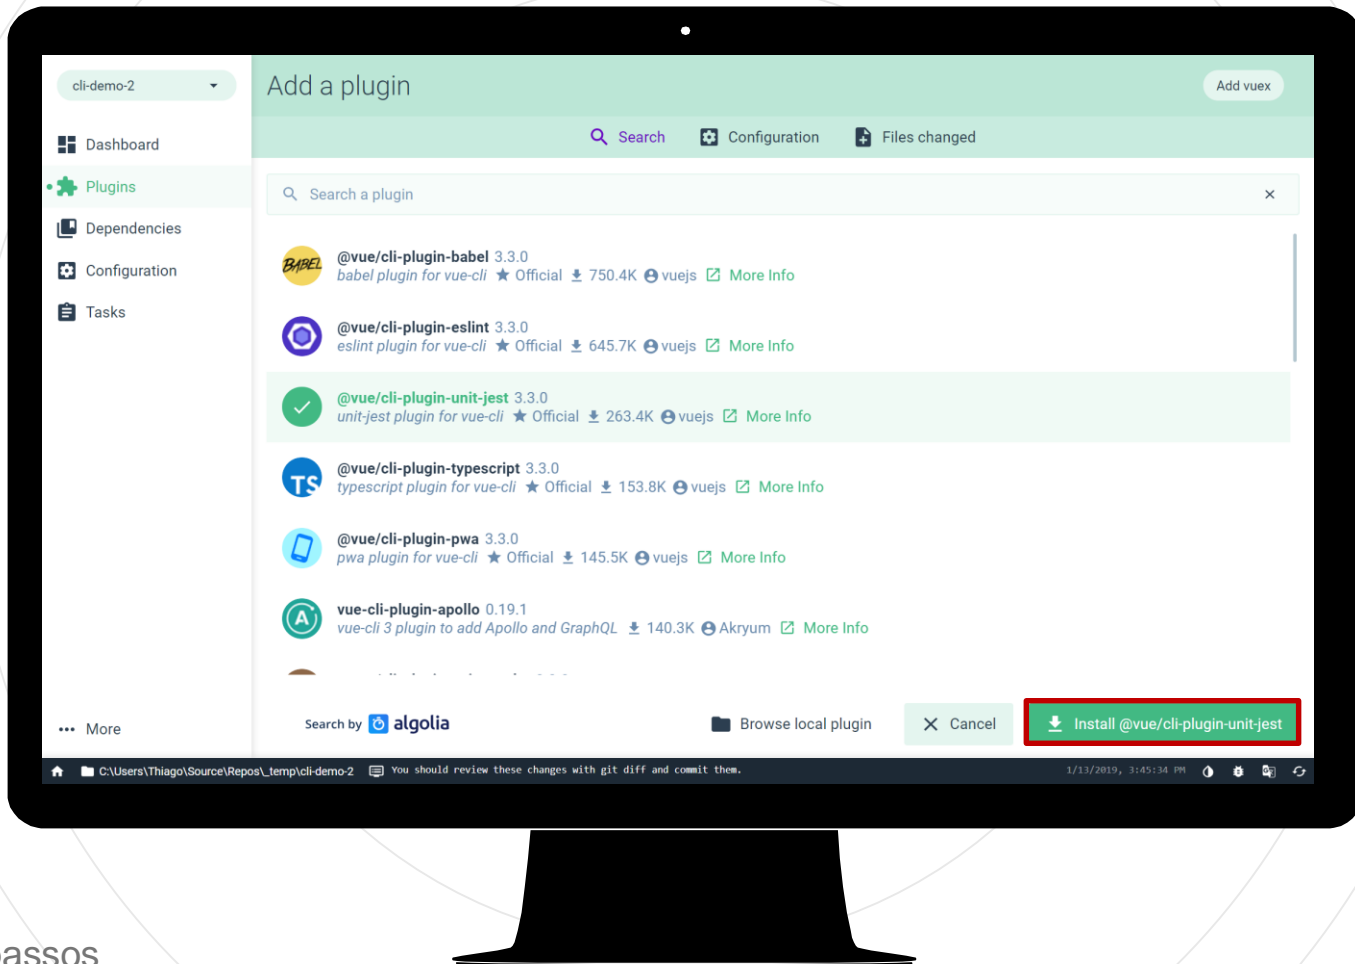 cli-demo-2
Add a plugin
Add vuex
Dashboard
Plugins
Dependencies
Configuration
Tasks
More
Search
Configuration
Files changed
Search a plugin
BABEL
@vue/cli-plugin-babel 3.3.0
babel plugin for vue-cli Official 750.4K vuejs More Info
@vue/cli-plugin-eslint 3.3.0
eslint plugin for vue-cli Official 645.7K vuejs More Info
@vue/cli-plugin-unit-jest 3.3.0
unit-jest plugin for vue-cli Official 263.4K vuejs More Info
TS
@vue/cli-plugin-typescript 3.3.0
typescript plugin for vue-cli Official 153.8K vuejs More Info
@vue/cli-plugin-pwa 3.3.0
pwa plugin for vue-cli Official 145.5K vuejs More Info
A
vue-cli-plugin-apollo 0.19.1
vue-cli 3 plugin to add Apollo and GraphQL 140.3K Akryum More Info
Search by algolia
Browse local plugin
Cancel
Install @vue/cli-plugin-unit-jest
C:\Users\Thiago\Source\Repos\_temp\cli-demo-2 You should review these changes with git diff and commit them. 1/13/2019, 3:45:34 PM
passos